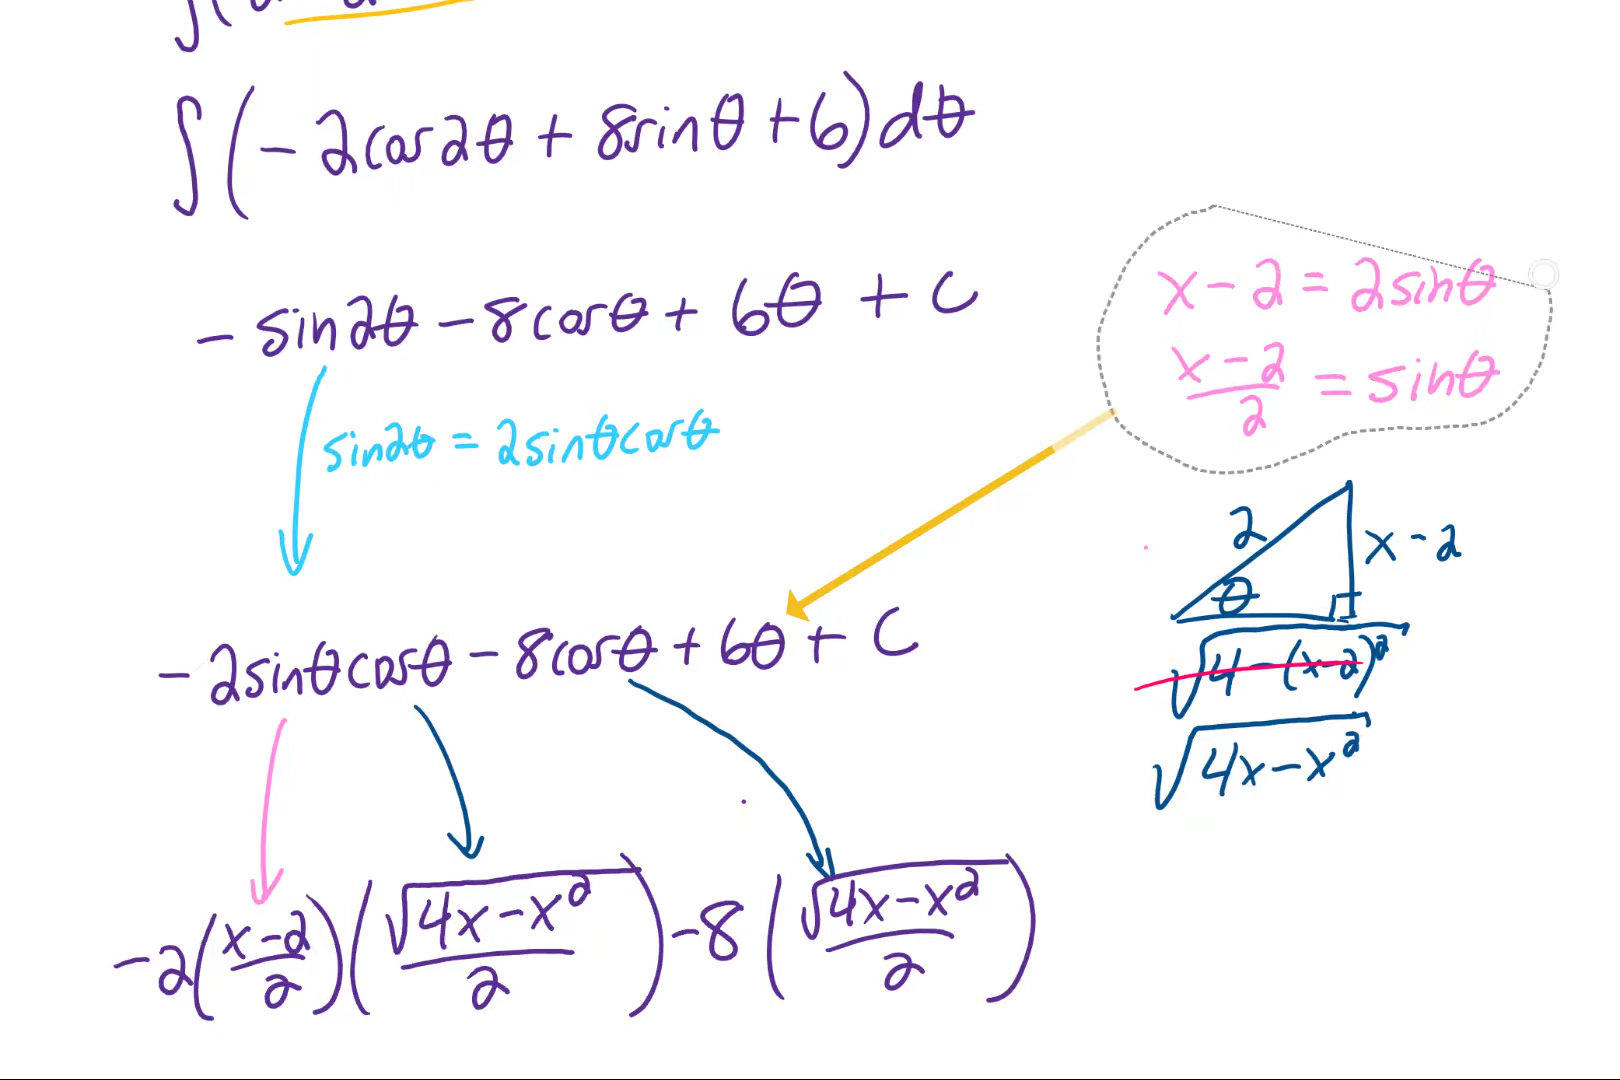 ∫(-2cos2θ + 8sinθ + 6)dθ
-sin2θ - 8cosθ + 6θ + C
x - 2 = 2sinθ
(x-2)/2 = sinθ
sin2θ = 2sinθcosθ
2
x - 2
θ
-2sinθcosθ - 8cosθ + 6θ + C
√(4-(x-2)²)
√(4x-x²)
-2((x-2)/2)(√(4x-x²)/2) - 8(√(4x-x²)/2)